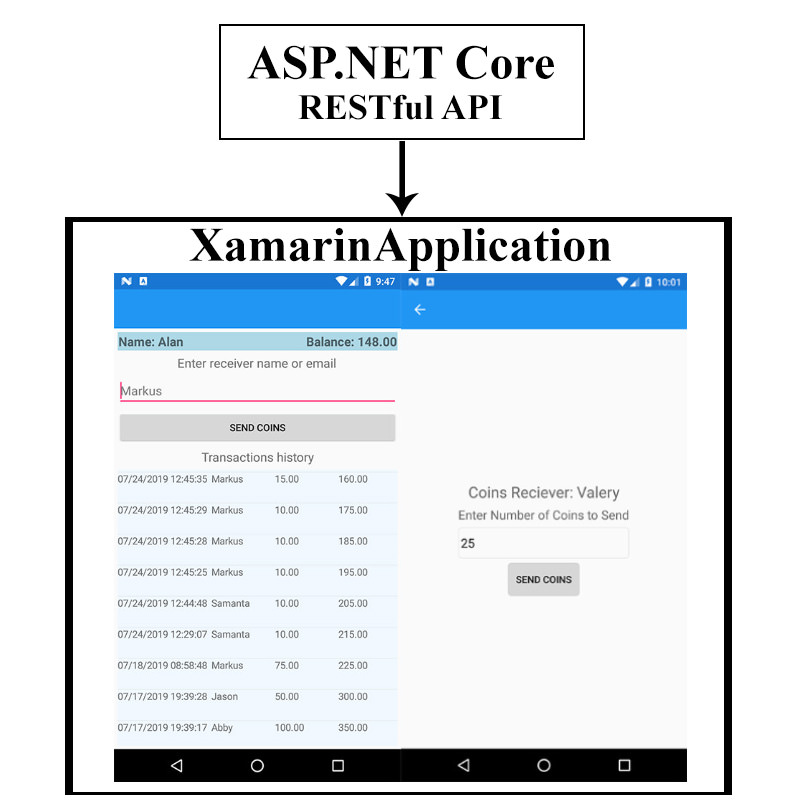 ASP.NET Core
RESTful API
XamarinApplication
9:47
Name: Alan Balance: 148.00
Enter receiver name or email
Markus
SEND COINS
Transactions history
07/24/2019 12:45:35 Markus 15.00 160.00
07/24/2019 12:45:29 Markus 10.00 175.00
07/24/2019 12:45:28 Markus 10.00 185.00
07/24/2019 12:45:25 Markus 10.00 195.00
07/24/2019 12:44:48 Samanta 10.00 205.00
07/24/2019 12:29:07 Samanta 10.00 215.00
07/18/2019 08:58:48 Markus 75.00 225.00
07/17/2019 19:39:28 Jason 50.00 300.00
07/17/2019 19:39:17 Abby 100.00 350.00
10:01
Coins Reciever: Valery
Enter Number of Coins to Send
25
SEND COINS